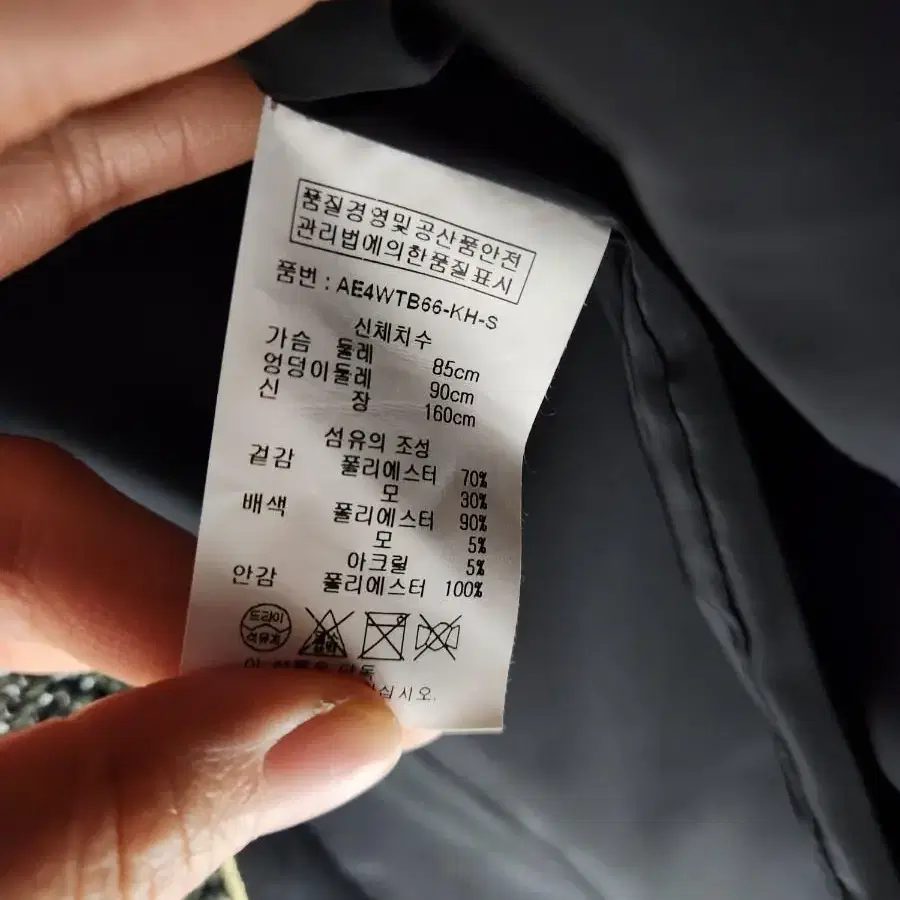 품질경영및공산품안전
관리법에의한품질표시
품번 : AE4WTB66-KH-S
신체치수
가슴 둘레 85cm
엉덩이둘레 90cm
신 장 160cm
섬유의 조성
겉감 폴리에스터 70%
모 30%
배색 폴리에스터 90%
모 5%
아크릴 5%
안감 폴리에스터 100%
드라이
석유계
십시오.